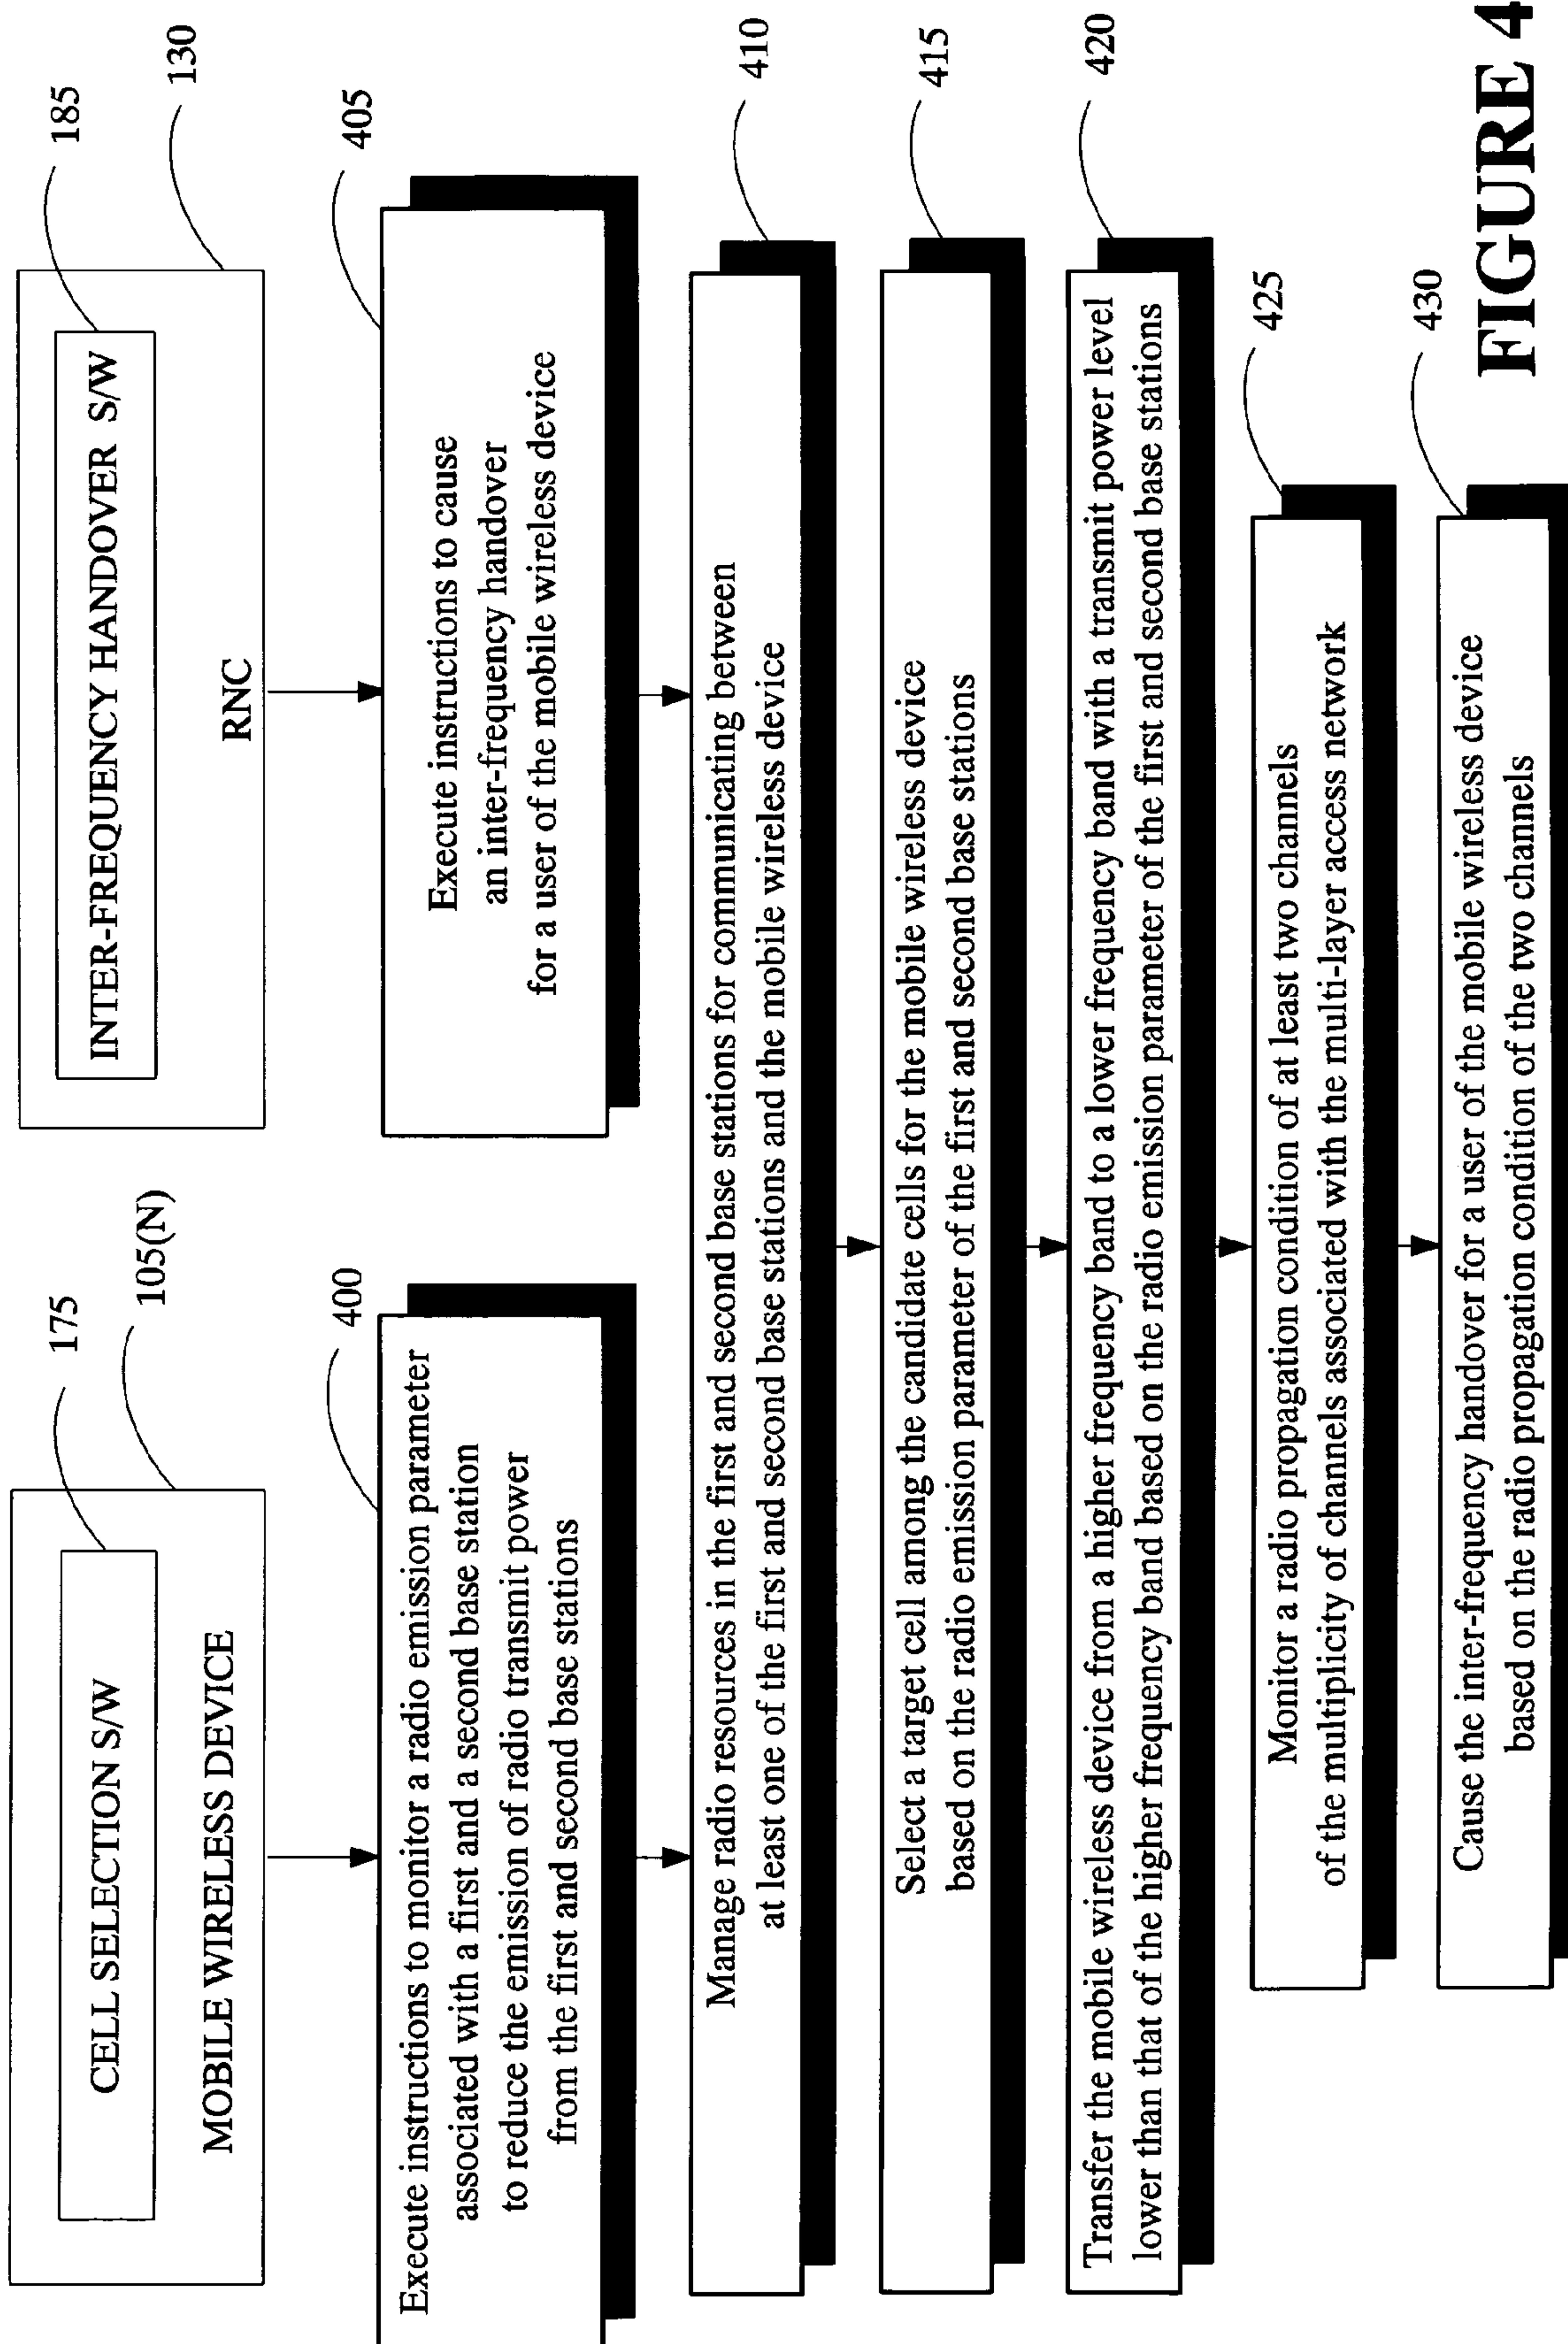 175
CELL SELECTION S/W
105(N)
MOBILE WIRELESS DEVICE
185
INTER-FREQUENCY HANDOVER S/W
130
RNC
400
Execute instructions to monitor a radio emission parameter
associated with a first and a second base station
to reduce the emission of radio transmit power
from the first and second base stations
405
Execute instructions to cause
an inter-frequency handover
for a user of the mobile wireless device
410
Manage radio resources in the first and second base stations for communicating between
at least one of the first and second base stations and the mobile wireless device
415
Select a target cell among the candidate cells for the mobile wireless device
based on the radio emission parameter of the first and second base stations
420
Transfer the mobile wireless device from a higher frequency band to a lower frequency band with a transmit power level
lower than that of the higher frequency band based on the radio emission parameter of the first and second base stations
425
Monitor a radio propagation condition of at least two channels
of the multiplicity of channels associated with the multi-layer access network
430
Cause the inter-frequency handover for a user of the mobile wireless device
based on the radio propagation condition of the two channels
FIGURE 4